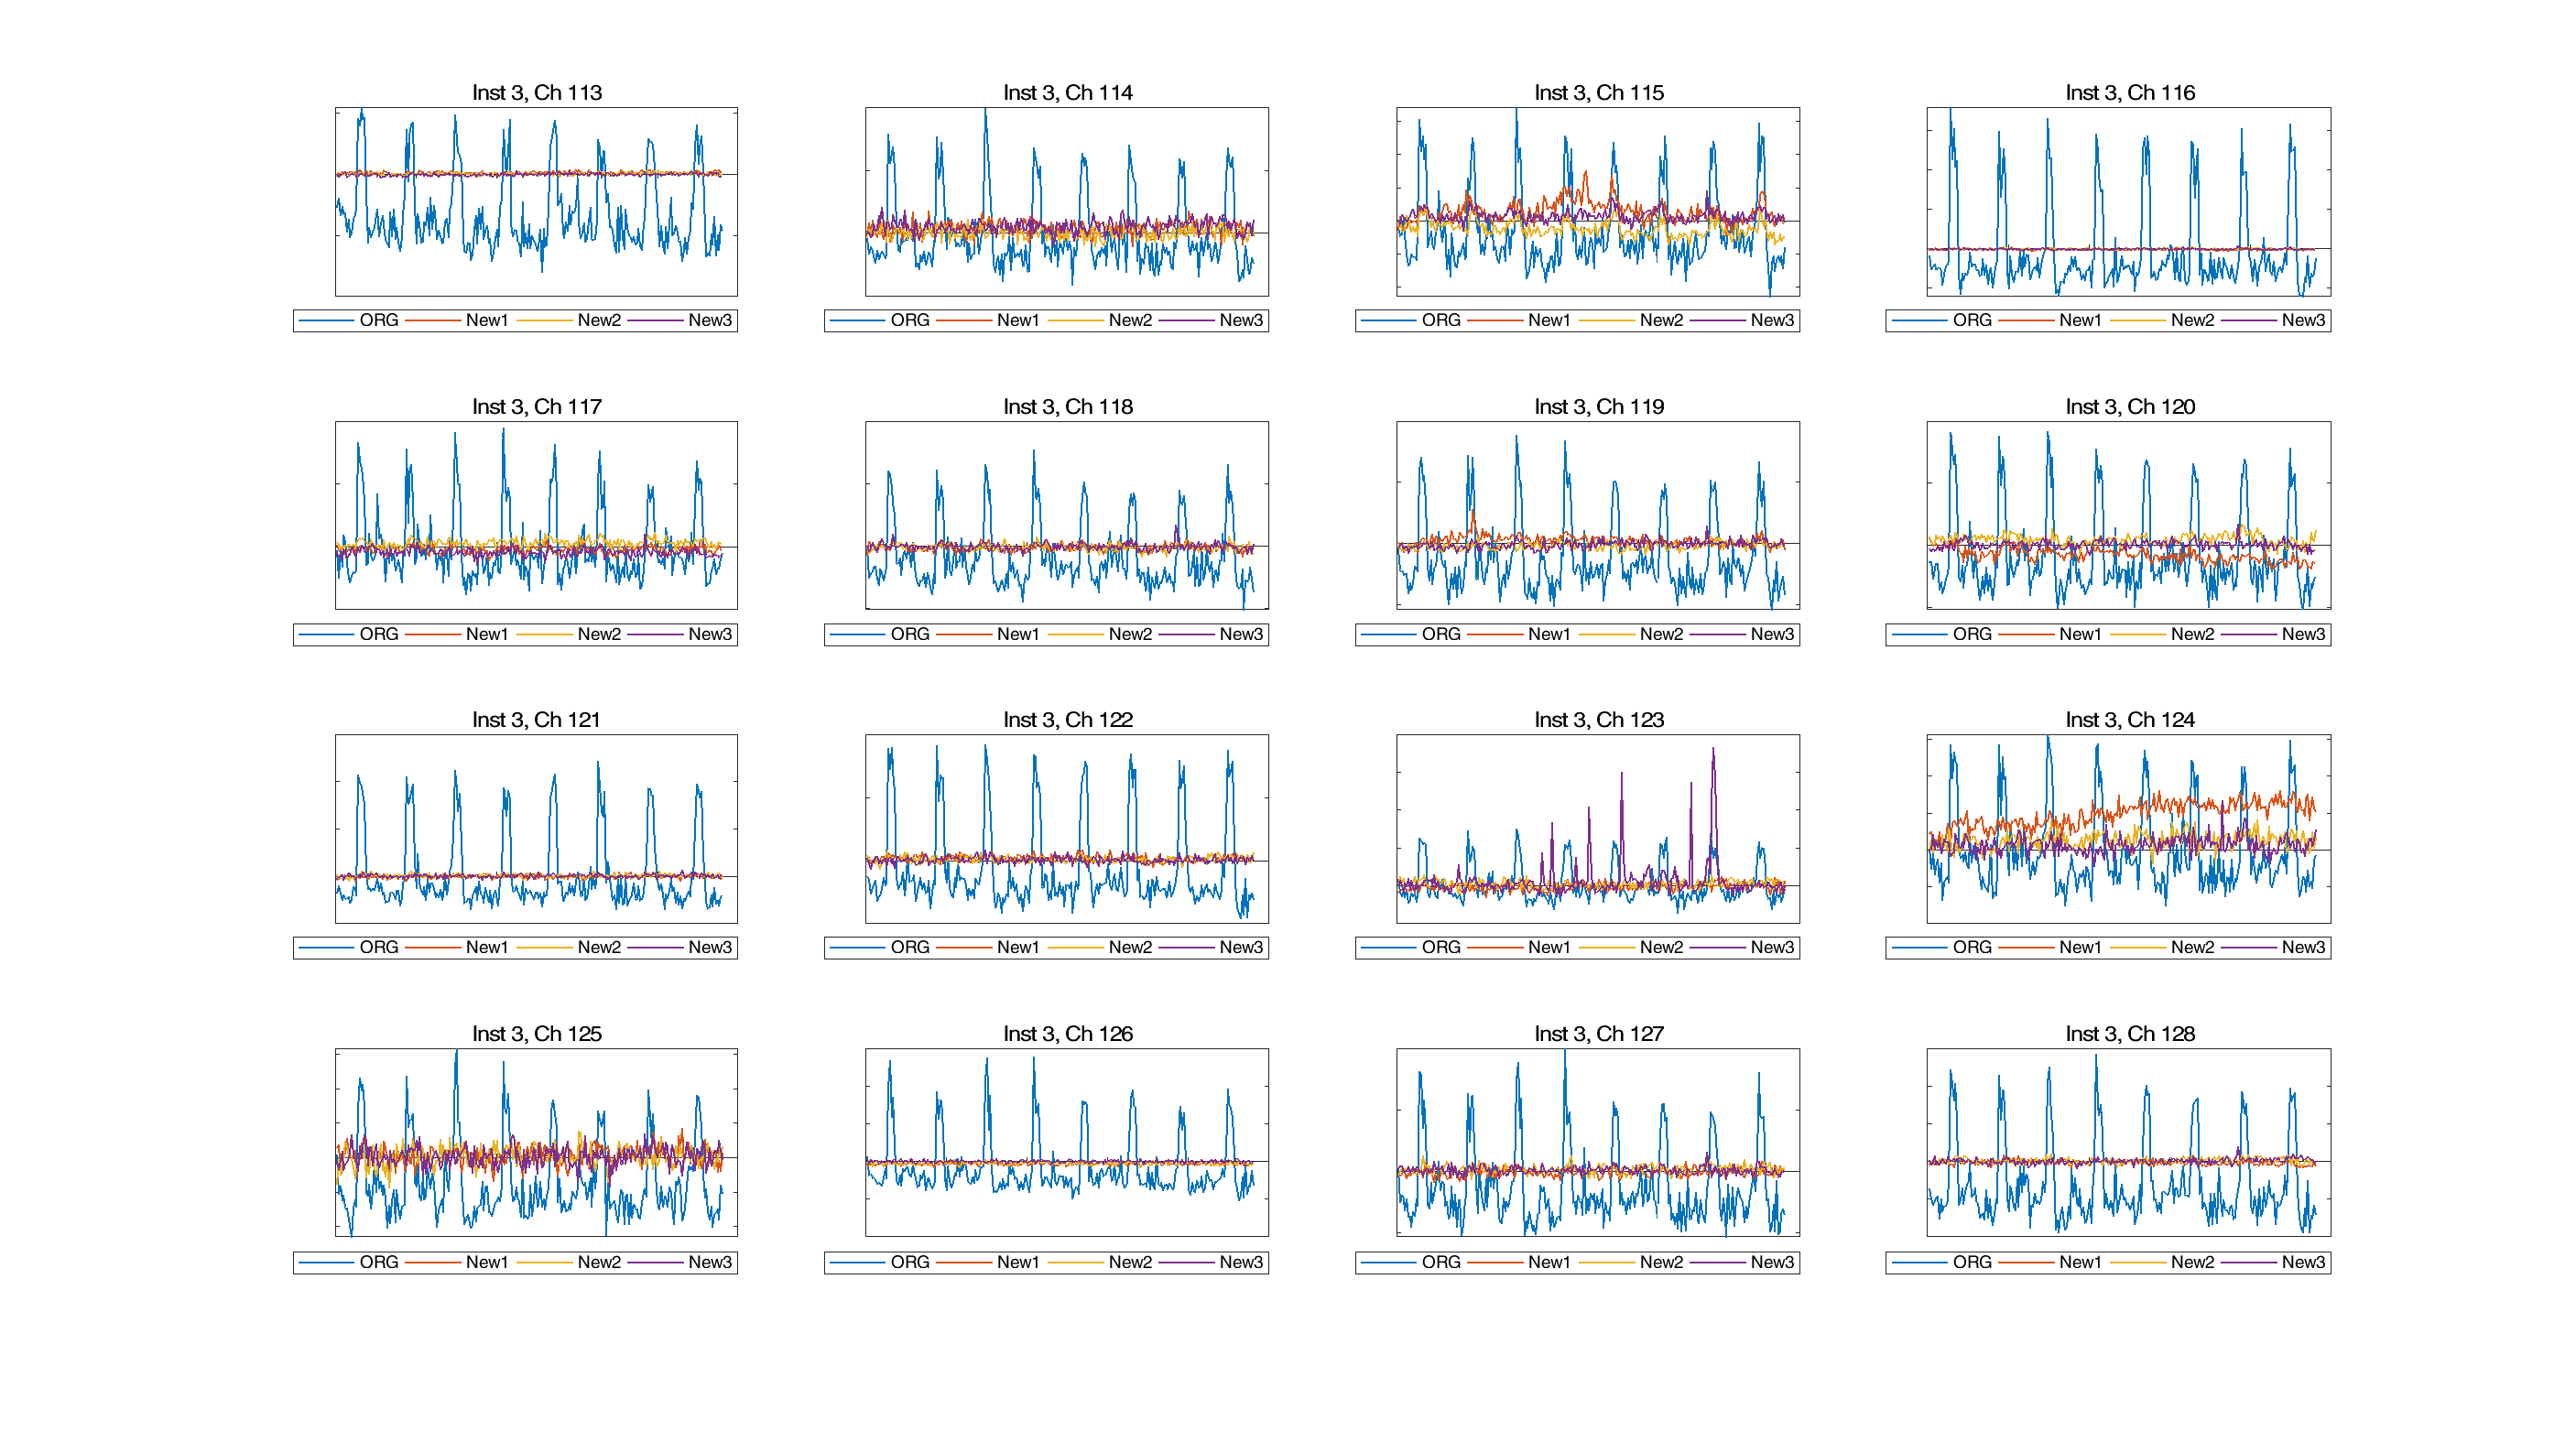 Inst 3, Ch 113
Inst 3, Ch 114
Inst 3, Ch 115
Inst 3, Ch 116
ORG New1 New2 New3
ORG New1 New2 New3
ORG New1 New2 New3
ORG New1 New2 New3
Inst 3, Ch 117
Inst 3, Ch 118
Inst 3, Ch 119
Inst 3, Ch 120
ORG New1 New2 New3
ORG New1 New2 New3
ORG New1 New2 New3
ORG New1 New2 New3
Inst 3, Ch 121
Inst 3, Ch 122
Inst 3, Ch 123
Inst 3, Ch 124
ORG New1 New2 New3
ORG New1 New2 New3
ORG New1 New2 New3
ORG New1 New2 New3
Inst 3, Ch 125
Inst 3, Ch 126
Inst 3, Ch 127
Inst 3, Ch 128
ORG New1 New2 New3
ORG New1 New2 New3
ORG New1 New2 New3
ORG New1 New2 New3